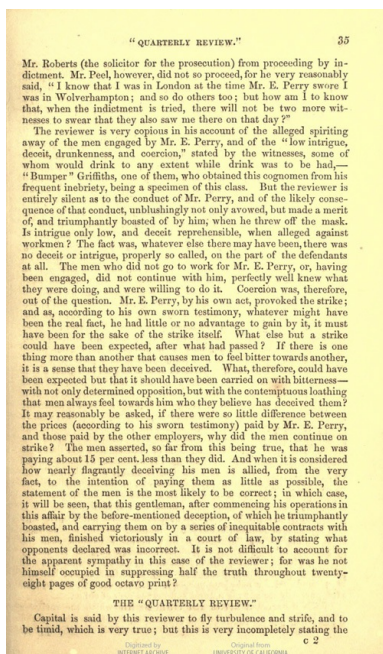 " QUARTERLY REVIEW."
35
Mr. Roberts (the solicitor for the prosecution) from proceeding by in-
dictment. Mr. Peel, however, did not so proceed, for he very reasonably
said, " I know that I was in London at the time Mr. E. Perry swore I
was in Wolverhampton; and so do others too; but how am I to know
that, when the indictment is tried, there will not be two more wit-
nesses to swear that they also saw me there on that day ?"
The reviewer is very copious in his account of the alleged spiriting
away of the men engaged by Mr. E. Perry, and of the " low intrigue,
deceit, drunkenness, and coercion," stated by the witnesses, some of
whom would drink to any extent while drink was to be had,—
" Bumper " Griffiths, one of them, who obtained this cognomen from his
frequent inebriety, being a specimen of this class. But the reviewer is
entirely silent as to the conduct of Mr. Perry, and of the likely conse-
quence of that conduct, unblushingly not only avowed, but made a merit
of, and triumphantly boasted of by him, when he threw off the mask.
Is intrigue only low, and deceit reprehensible, when alleged against
workmen ? The fact was, whatever else there may have been, there was
no deceit or intrigue, properly so called, on the part of the defendants
at all. The men who did not go to work for Mr. E. Perry, or, having
been engaged, did not continue with him, perfectly well knew what
they were doing, and were willing to do it. Coercion was, therefore,
out of the question. Mr. E. Perry, by his own act, provoked the strike;
and as, according to his own sworn testimony, whatever might have
been the real fact, he had little or no advantage to gain by it, it must
have been for the sake of the strike itself. What else but a strike
could have been expected, after what had passed ? If there is one
thing more than another that causes men to feel bitter towards another,
it is a sense that they have been deceived. What, therefore, could have
been expected but that it should have been carried on with bitterness—
with not only determined opposition, but with the contemptuous loathing
that men always feel towards him who they believe has deceived them?
It may reasonably be asked, if there were so little difference between
the prices (according to his sworn testimony) paid by Mr. E. Perry,
and those paid by the other employers, why did the men continue on
strike ? The men asserted, so far from this being true, that he was
paying about 15 per cent. less than they did. And when it is considered
how nearly flagrantly deceiving his men is allied, from the very
fact, to the intention of paying them as little as possible, the
statement of the men is the most likely to be correct; in which case,
it will be seen, that this gentleman, after commencing his operations in
this affair by the before-mentioned deception, of which he triumphantly
boasted, and carrying them on by a series of inequitable contracts with
his men, finished victoriously in a court of law, by stating what
opponents declared was incorrect. It is not difficult to account for
the apparent sympathy in this case of the reviewer; for was he not
himself occupied in suppressing half the truth throughout twenty-
eight pages of good octavo print ?
THE "QUARTERLY REVIEW."
Capital is said by this reviewer to fly turbulence and strife, and to
be timid, which is very true; but this is very incompletely stating the
c 2
Digitized by
INTERNET ARCHIVE
Original from
UNIVERSITY OF CALIFORNIA